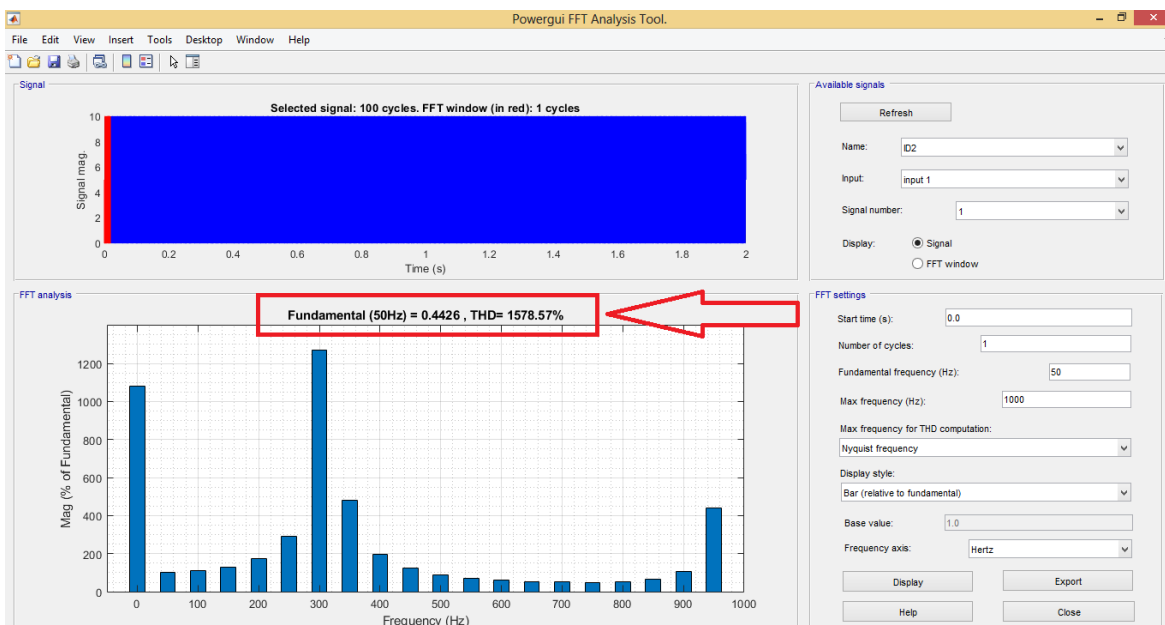 Powergui FFT Analysis Tool.
File Edit View Insert Tools Desktop Window Help
Signal
Selected signal: 100 cycles. FFT window (in red): 1 cycles
Signal mag.
10
8
6
4
2
0
0 0.2 0.4 0.6 0.8 1 1.2 1.4 1.6 1.8 2
Time (s)
FFT analysis
Fundamental (50Hz) = 0.4426 , THD= 1578.57%
Mag (% of Fundamental)
1200
1000
800
600
400
200
0
0 100 200 300 400 500 600 700 800 900 1000
Frequency (Hz)
Available signals
Refresh
Name: ID2
Input: input 1
Signal number: 1
Display: Signal
FFT window
FFT settings
Start time (s): 0.0
Number of cycles: 1
Fundamental frequency (Hz): 50
Max frequency (Hz): 1000
Max frequency for THD computation:
Nyquist frequency
Display style:
Bar (relative to fundamental)
Base value: 1.0
Frequency axis: Hertz
Display Export
Help Close